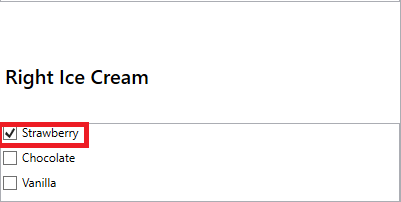 Right Ice Cream
Strawberry
Chocolate
Vanilla